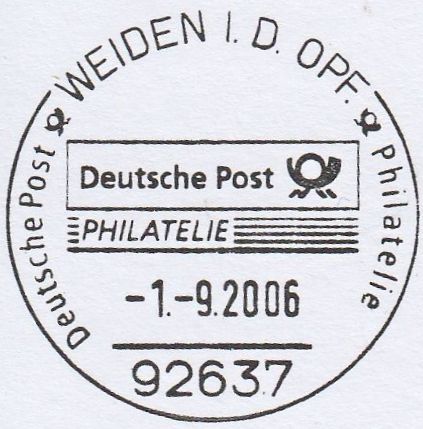 WEIDEN I. D. OPF.
Deutsche Post
Philatelie
Deutsche Post
PHILATELIE
-1.-9.2006
92637